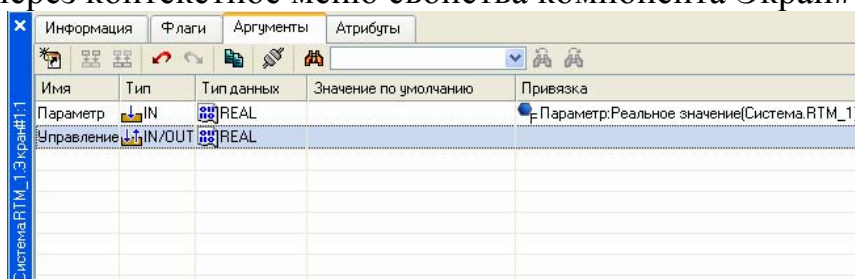 через контекстное меню свойства компонента Экран#
Информация Флаги Аргументы Атрибуты
Имя Тип Тип данных Значение по умолчанию Привязка
Параметр IN REAL Параметр:Реальное значение(Система.RTM_1
Управление IN/OUT REAL
Система.RTM_1.Экран#1:1